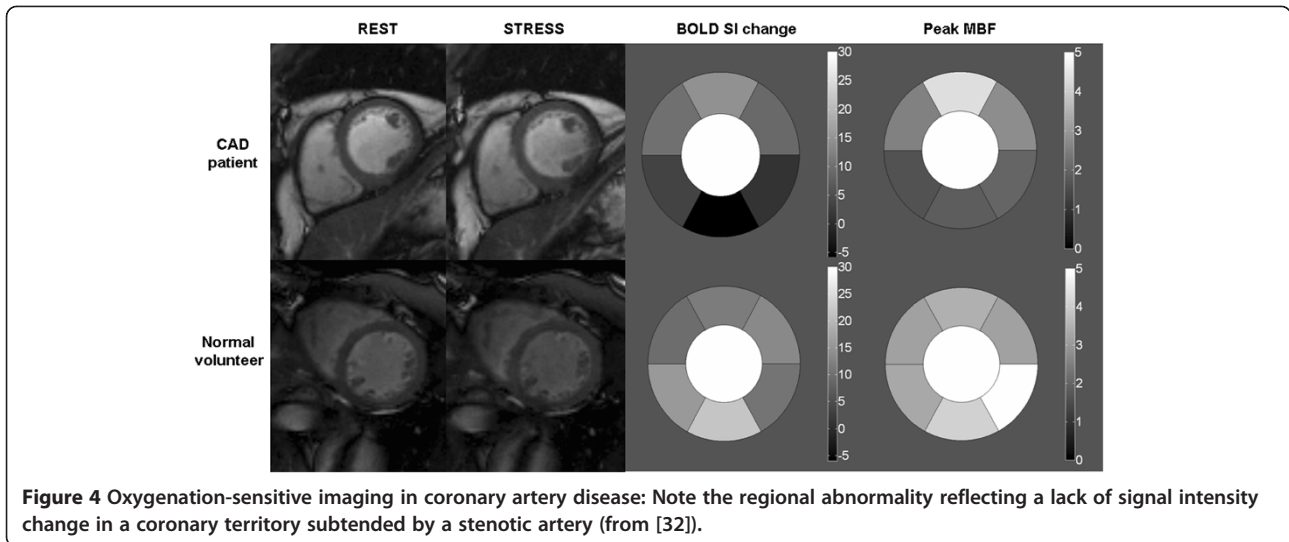 REST
STRESS
BOLD SI change
Peak MBF
CAD
patient
30
25
20
15
10
5
0
-5
5
4
3
2
1
0
Normal
volunteer
30
25
20
15
10
5
0
-5
5
4
3
2
1
0
Figure 4 Oxygenation-sensitive imaging in coronary artery disease: Note the regional abnormality reflecting a lack of signal intensity
change in a coronary territory subtended by a stenotic artery (from [32]).